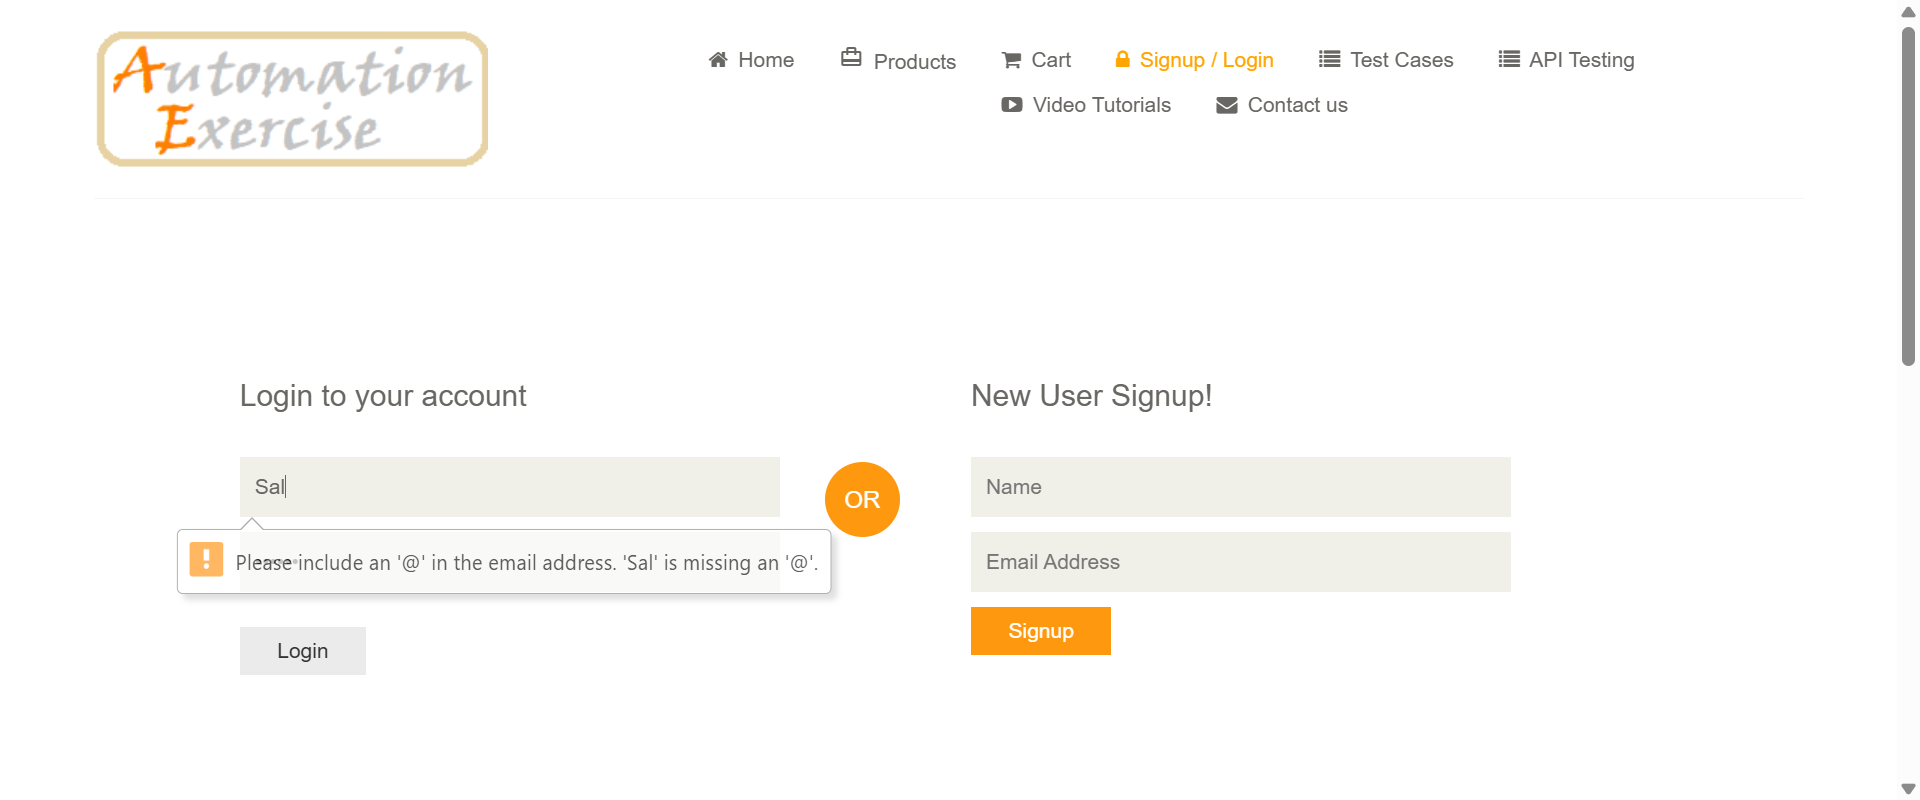 Automation
Exercise
Home
Products
Cart
Signup / Login
Test Cases
API Testing
Video Tutorials
Contact us
Login to your account
Sal
Please include an '@' in the email address. 'Sal' is missing an '@'.
Login
OR
New User Signup!
Name
Email Address
Signup